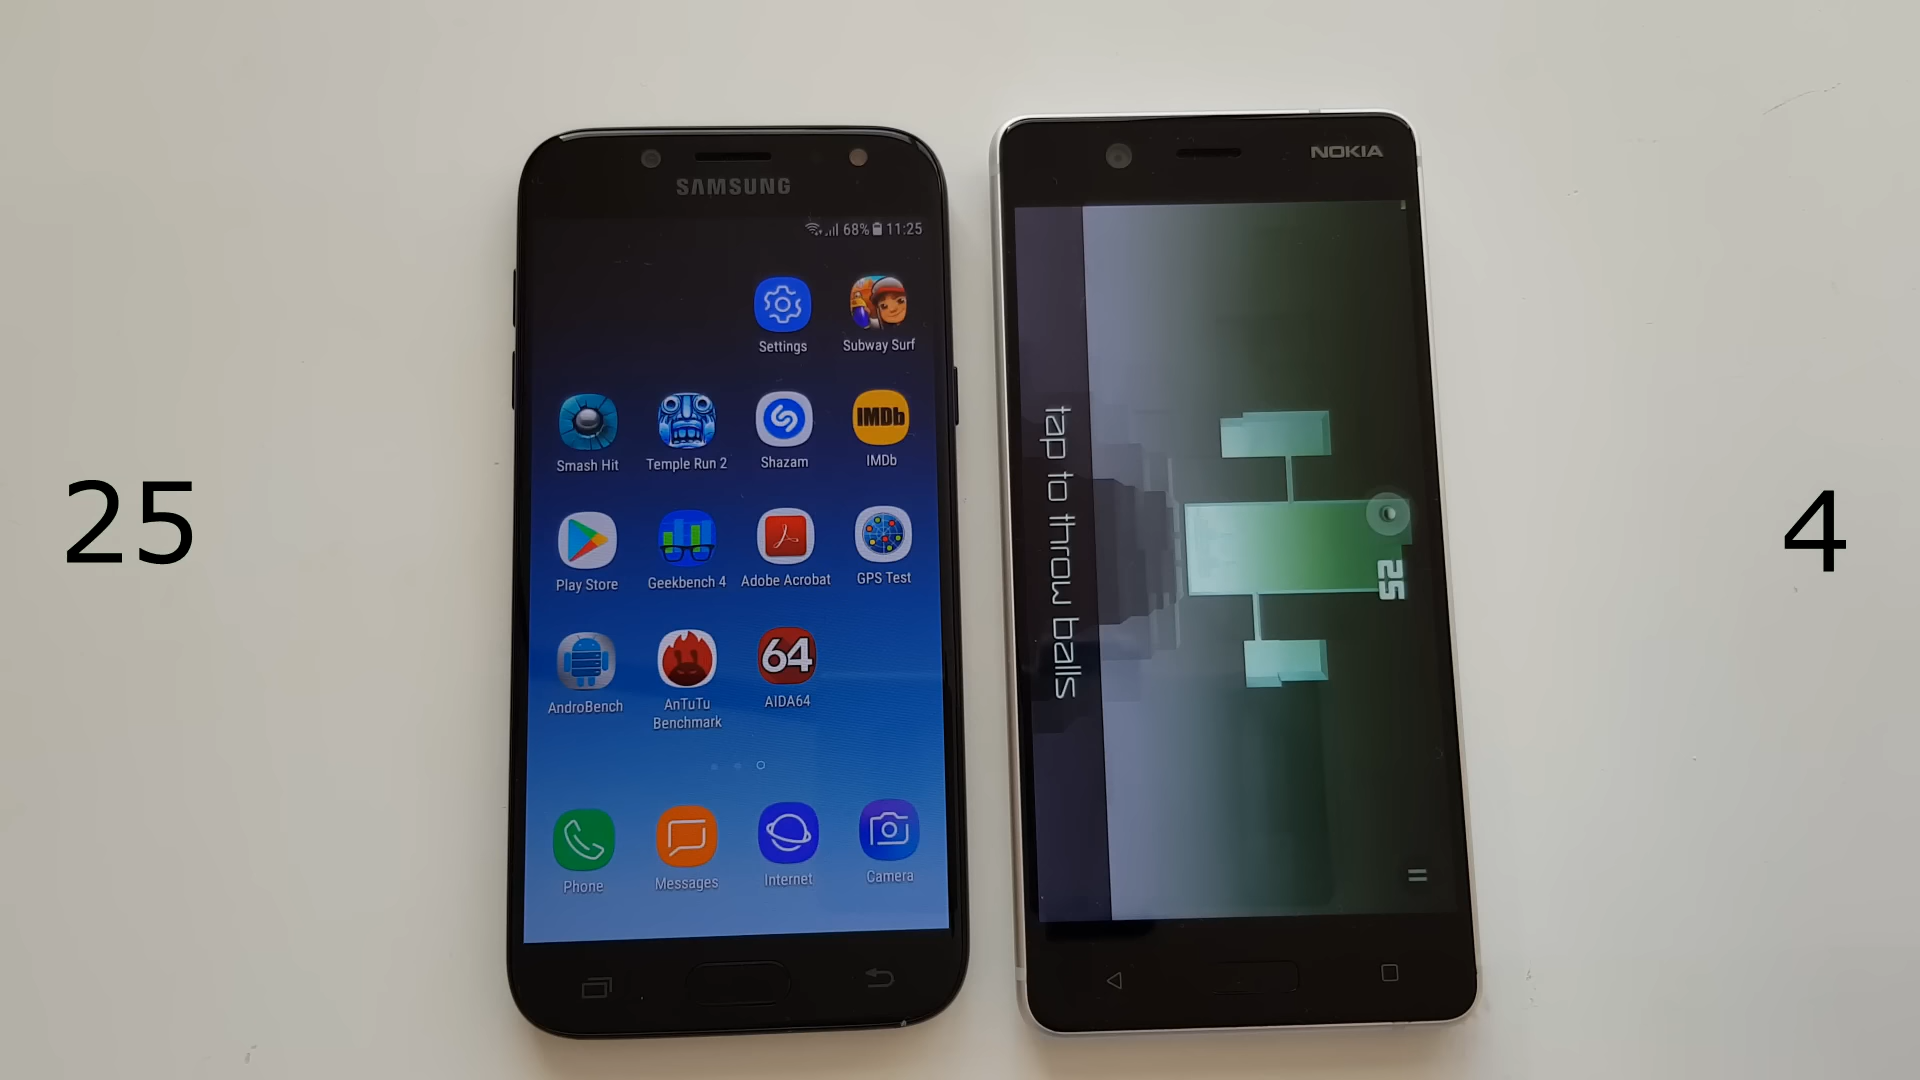 SAMSUNG
68% 11:25
Settings
Subway Surf
Smash Hit
Temple Run 2
Shazam
IMDb
IMDb
Play Store
Geekbench 4
Adobe Acrobat
GPS Test
64
AndroBench
AnTuTu
Benchmark
AIDA64
Phone
Messages
Internet
Camera
NOKIA
tap to throw balls
25
25
4